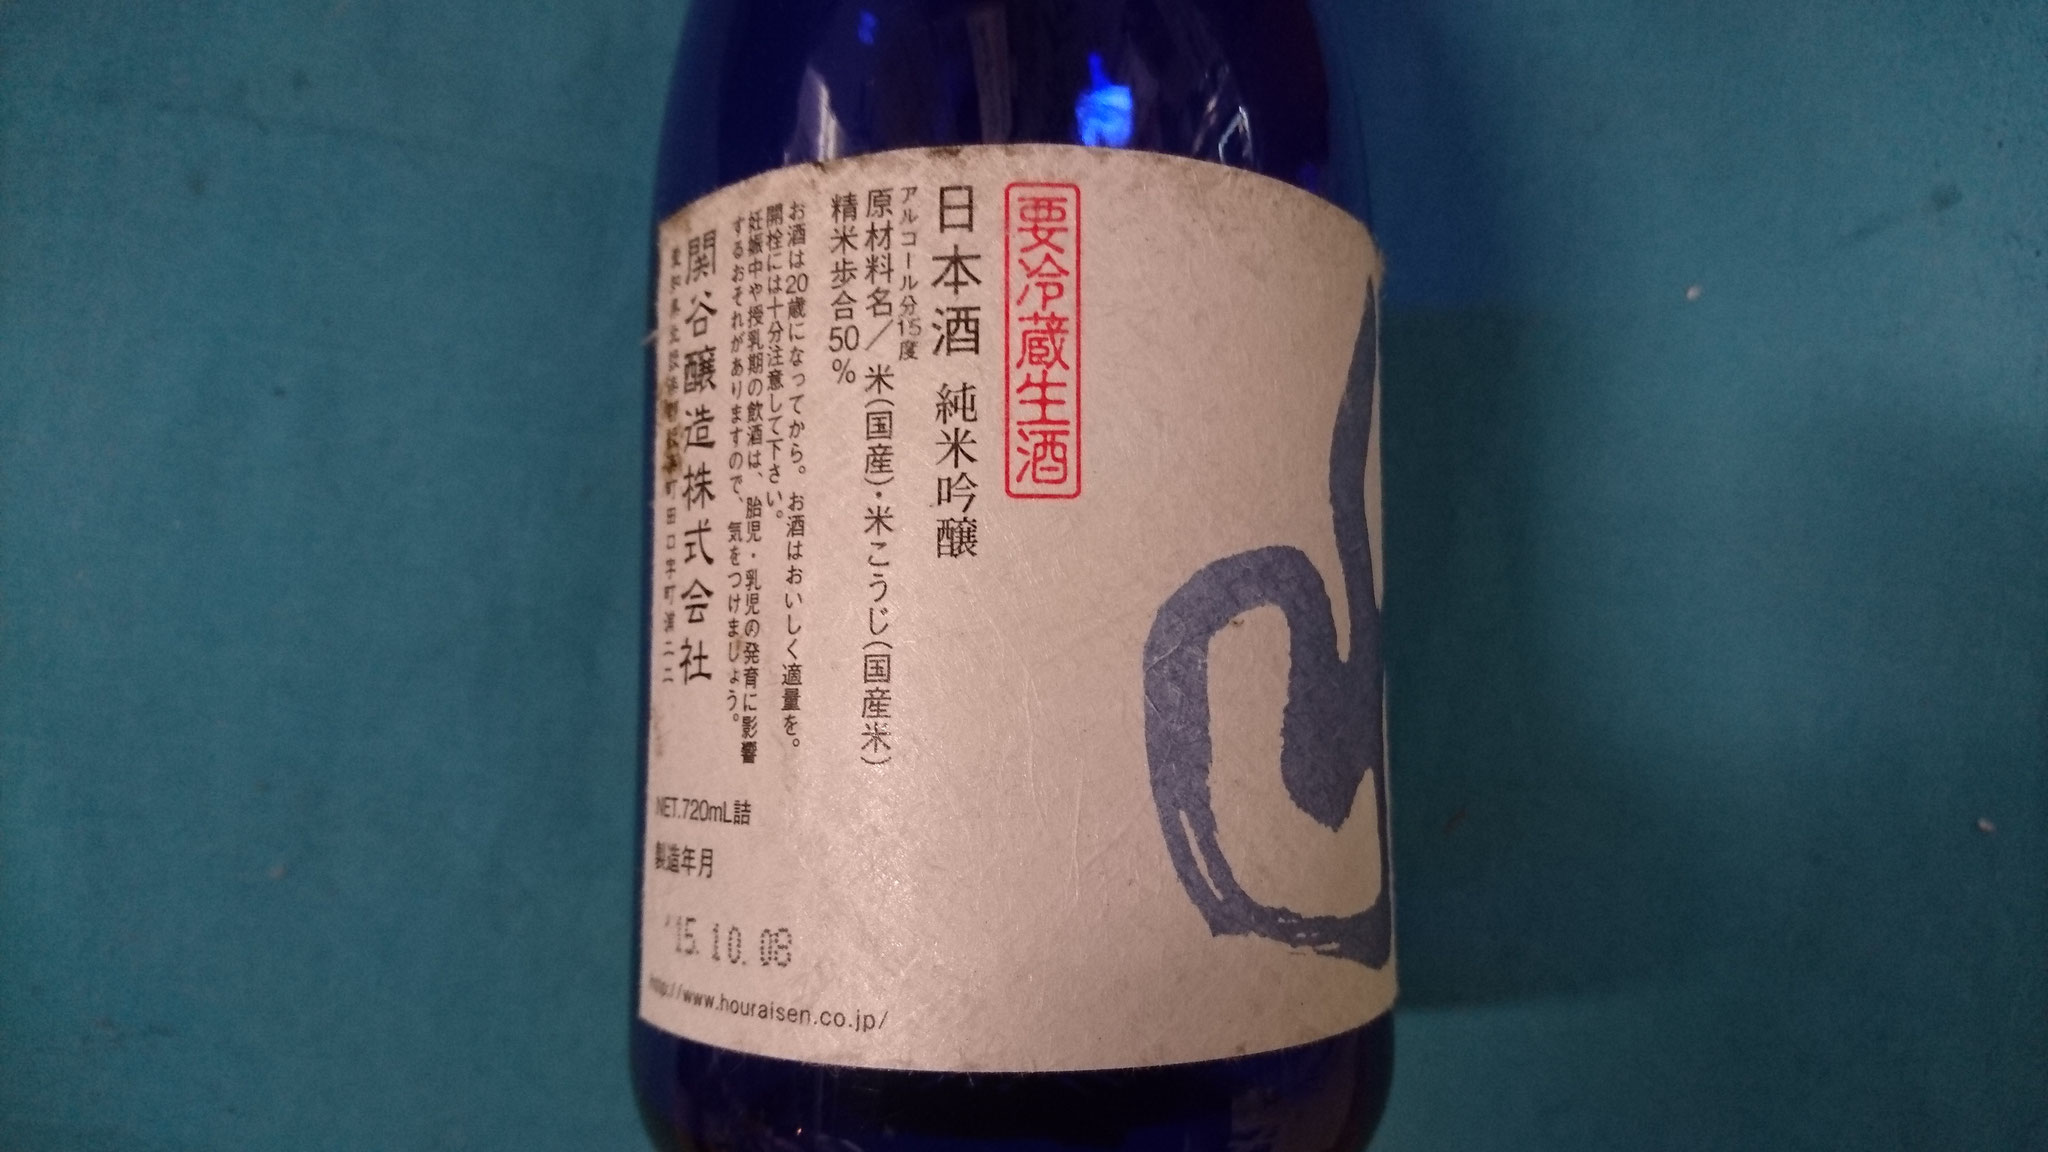 要冷蔵生酒
日本酒 純米吟醸
アルコール分15度
原材料名／米(国産)・米こうじ(国産米)
精米歩合50%
お酒は20歳になってから。お酒はおいしく適量を。
開栓には十分注意して下さい。
妊娠中や授乳期の飲酒は、胎児・乳児の発育に影響
するおそれがありますので、気をつけましょう。
関谷醸造株式会社
町田口字町浦二二
NET.720mL詰
製造年月
'15.10.08
http://www.houraisen.co.jp/